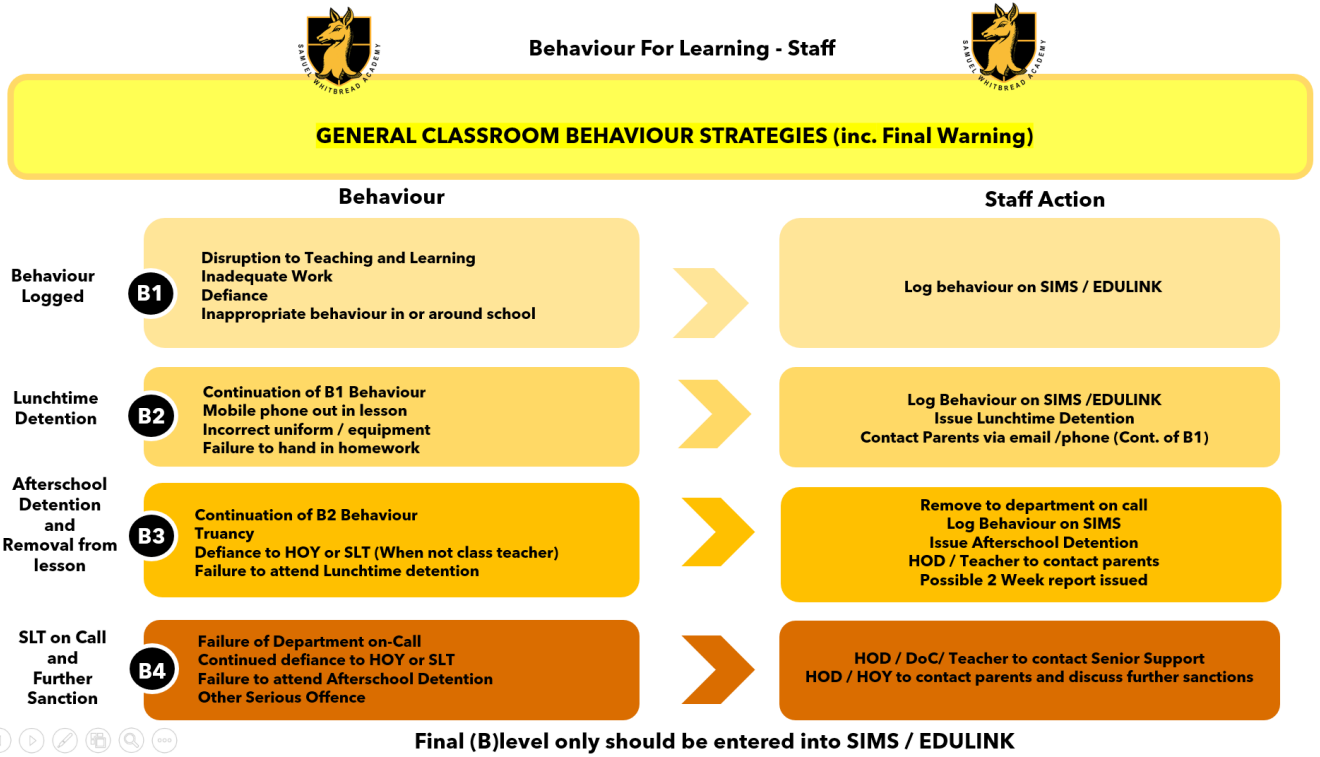 SAMUEL WHITBREAD ACADEMY
Behaviour For Learning - Staff
SAMUEL WHITBREAD ACADEMY
GENERAL CLASSROOM BEHAVIOUR STRATEGIES (inc. Final Warning)
Behaviour
Staff Action
Behaviour
Logged
B1
Disruption to Teaching and Learning
Inadequate Work
Defiance
Inappropriate behaviour in or around school
Log behaviour on SIMS / EDULINK
Lunchtime
Detention
B2
Continuation of B1 Behaviour
Mobile phone out in lesson
Incorrect uniform / equipment
Failure to hand in homework
Log Behaviour on SIMS /EDULINK
Issue Lunchtime Detention
Contact Parents via email /phone (Cont. of B1)
Afterschool
Detention
and
Removal from
lesson
B3
Continuation of B2 Behaviour
Truancy
Defiance to HOY or SLT (When not class teacher)
Failure to attend Lunchtime detention
Remove to department on call
Log Behaviour on SIMS
Issue Afterschool Detention
HOD / Teacher to contact parents
Possible 2 Week report issued
SLT on Call
and
Further
Sanction
B4
Failure of Department on-Call
Continued defiance to HOY or SLT
Failure to attend Afterschool Detention
Other Serious Offence
HOD / DoC/ Teacher to contact Senior Support
HOD / HOY to contact parents and discuss further sanctions
Final (B)level only should be entered into SIMS / EDULINK